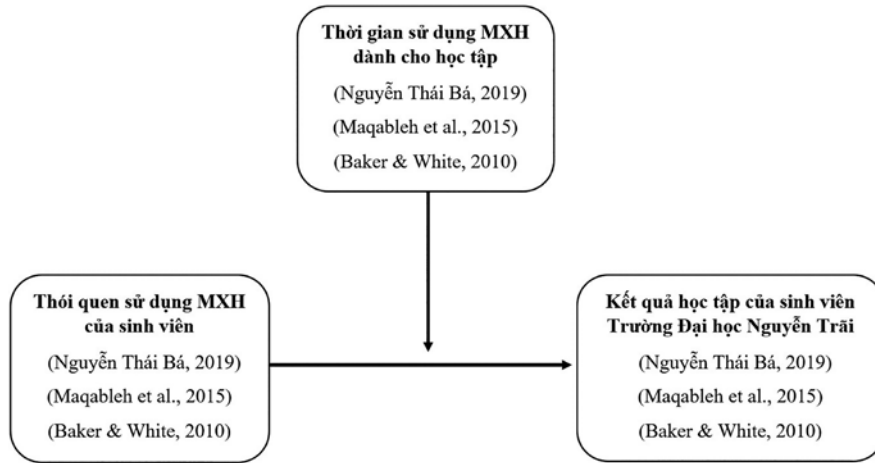 Thời gian sử dụng MXH
dành cho học tập
(Nguyễn Thái Bá, 2019)
(Maqableh et al., 2015)
(Baker & White, 2010)
Thói quen sử dụng MXH
của sinh viên
(Nguyễn Thái Bá, 2019)
(Maqableh et al., 2015)
(Baker & White, 2010)
Kết quả học tập của sinh viên
Trường Đại học Nguyễn Trãi
(Nguyễn Thái Bá, 2019)
(Maqableh et al., 2015)
(Baker & White, 2010)